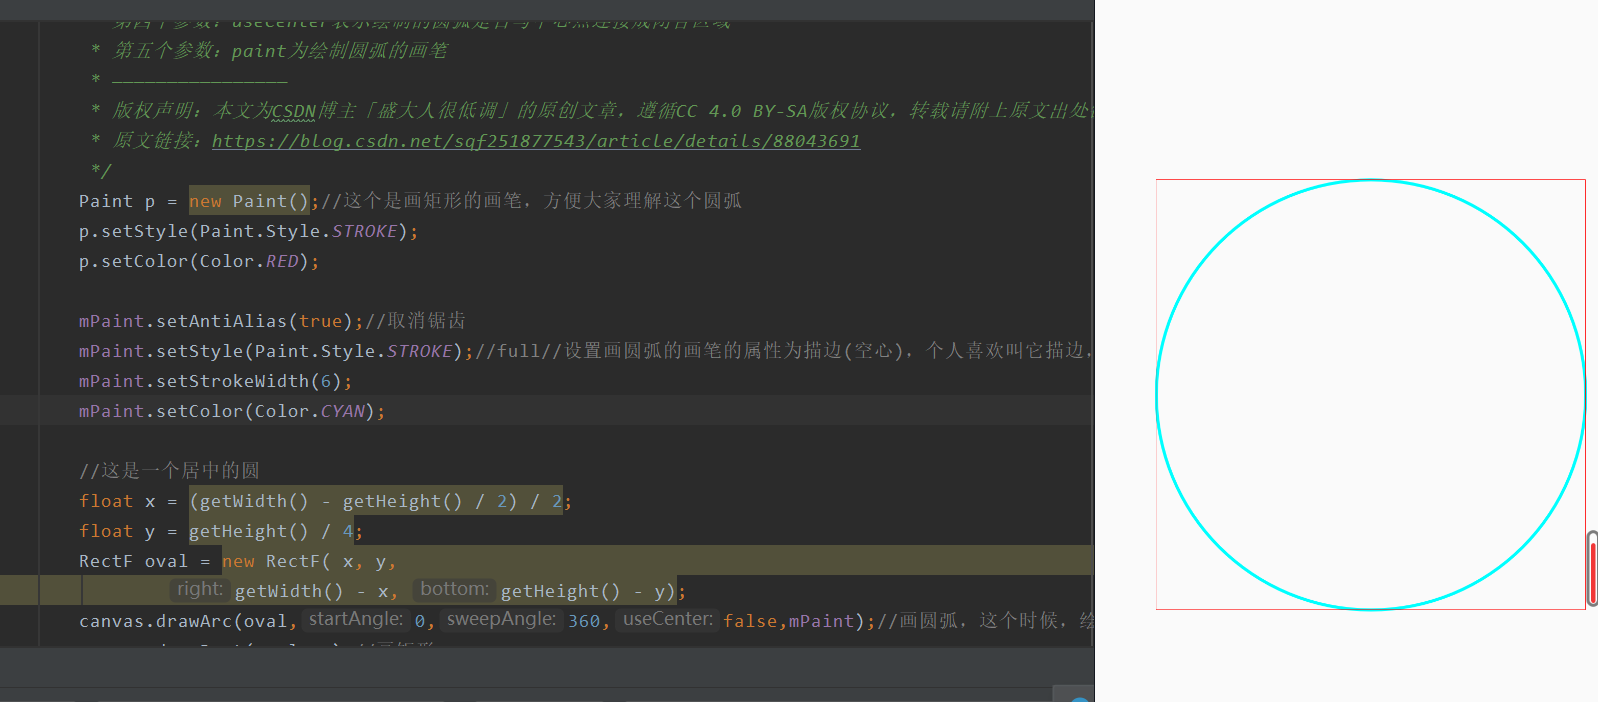 第四个参数：useCenter表示绘制的圆弧是否与中心点连接成闭合区域
* 第五个参数：paint为绘制圆弧的画笔
* ————————————————
* 版权声明：本文为CSDN博主「盛大人很低调」的原创文章，遵循CC 4.0 BY-SA版权协议，转载请附上原文出处
* 原文链接：https://blog.csdn.net/sqf251877543/article/details/88043691
*/
Paint p = new Paint();//这个是画矩形的画笔，方便大家理解这个圆弧
p.setStyle(Paint.Style.STROKE);
p.setColor(Color.RED);
mPaint.setAntiAlias(true);//取消锯齿
mPaint.setStyle(Paint.Style.STROKE);//full//设置画圆弧的画笔的属性为描边(空心)，个人喜欢叫它描边，
mPaint.setStrokeWidth(6);
mPaint.setColor(Color.CYAN);
//这是一个居中的圆
float x = (getWidth() - getHeight() / 2) / 2;
float y = getHeight() / 4;
RectF oval = new RectF( x, y,
right: getWidth() - x, bottom: getHeight() - y);
canvas.drawArc(oval, startAngle: 0, sweepAngle: 360, useCenter: false,mPaint);//画圆弧，这个时候，绘